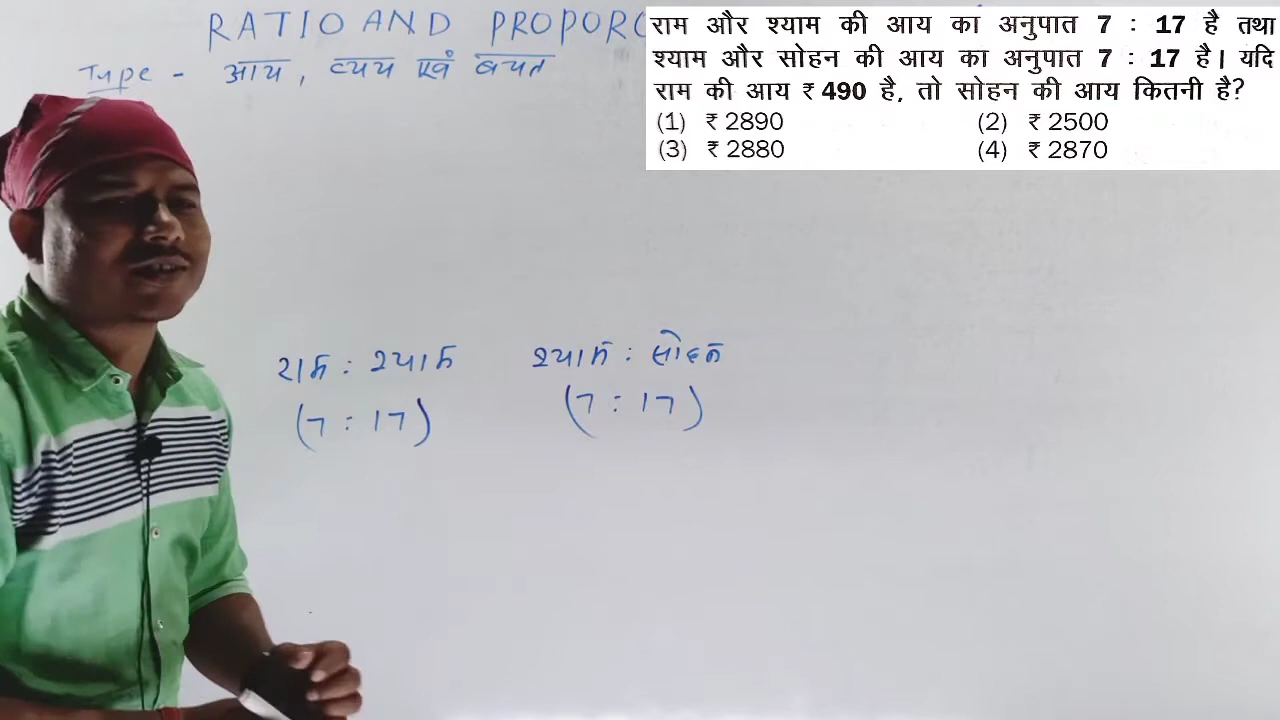 RATIO AND PROPORC
Type - आय, व्यय एवं बचत
राम और श्याम की आय का अनुपात 7 : 17 है तथा
श्याम और सोहन की आय का अनुपात 7 : 17 है। यदि
राम की आय ₹ 490 है, तो सोहन की आय कितनी है?
(1) ₹ 2890 (2) ₹ 2500
(3) ₹ 2880 (4) ₹ 2870
राम : श्याम श्याम : सोहन
(7 : 17) (7 : 17)